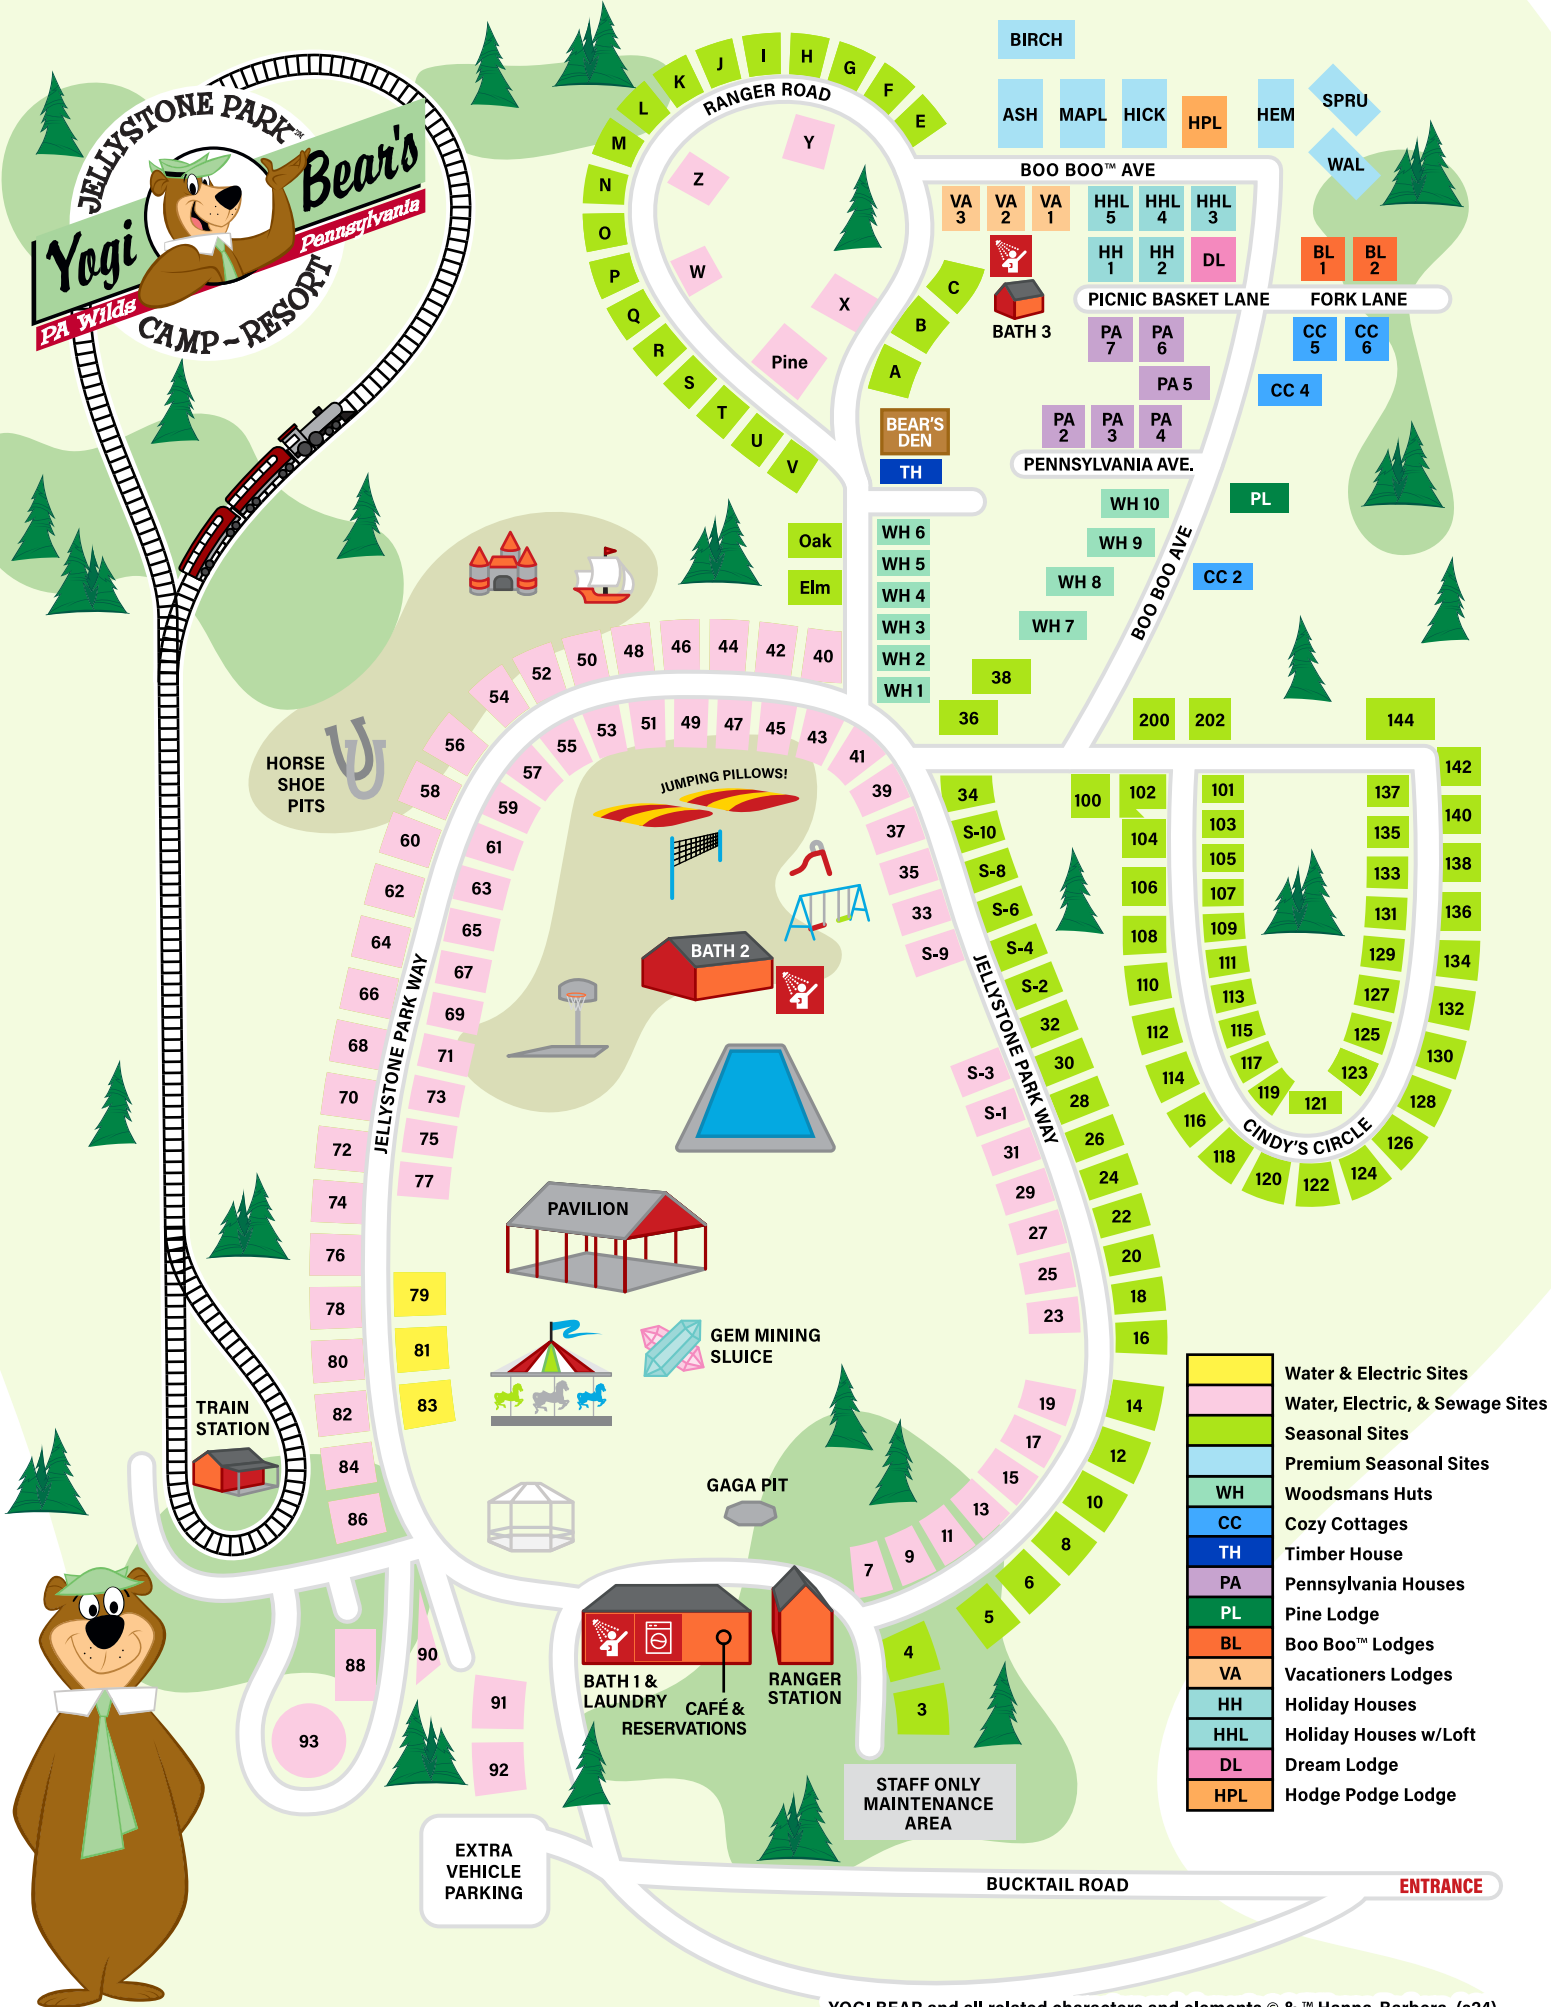 JELLYSTONE PARK™
Yogi
Bear's
PA Wilds
Pennsylvania
CAMP~RESORT
RANGER ROAD
L
K
J
I
H
G
F
E
M
N
O
P
Q
R
S
T
U
V
Z
Y
W
X
Pine
C
B
A
BIRCH
ASH
MAPL
HICK
HPL
HEM
SPRU
WAL
BOO BOO™ AVE
VA
3
VA
2
VA
1
HHL
5
HHL
4
HHL
3
HH
1
HH
2
DL
BL
1
BL
2
BATH 3
PICNIC BASKET LANE
FORK LANE
PA
7
PA
6
PA 5
CC
5
CC
6
CC 4
PA
2
PA
3
PA
4
PENNSYLVANIA AVE.
BEAR'S
DEN
TH
WH 10
PL
WH 9
WH 8
WH 7
CC 2
BOO BOO AVE
Oak
Elm
WH 6
WH 5
WH 4
WH 3
WH 2
WH 1
38
36
200
202
144
40
42
44
46
48
50
52
54
56
58
60
62
64
66
68
70
72
74
76
78
80
82
84
86
HORSE
SHOE
PITS
41
43
45
47
49
51
53
55
57
59
61
63
65
67
69
71
73
75
77
79
81
83
JUMPING PILLOWS!
39
37
35
33
S-9
34
S-10
S-8
S-6
S-4
S-2
32
30
28
26
24
22
20
18
16
14
12
10
8
6
5
4
3
S-3
S-1
31
29
27
25
23
19
17
15
13
11
9
7
JELLYSTONE PARK WAY
JELLYSTONE PARK WAY
BATH 2
PAVILION
GEM MINING
SLUICE
GAGA PIT
100
102
104
106
108
110
112
114
116
118
120
122
124
126
128
130
132
134
136
138
140
142
101
103
105
107
109
111
113
115
117
119
121
123
125
127
129
131
133
135
137
CINDY'S CIRCLE
TRAIN
STATION
88
90
91
92
93
BATH 1 &
LAUNDRY
CAFÉ &
RESERVATIONS
RANGER
STATION
STAFF ONLY
MAINTENANCE
AREA
EXTRA
VEHICLE
PARKING
BUCKTAIL ROAD
ENTRANCE
Water & Electric Sites
Water, Electric, & Sewage Sites
Seasonal Sites
Premium Seasonal Sites
WH Woodsmans Huts
CC Cozy Cottages
TH Timber House
PA Pennsylvania Houses
PL Pine Lodge
BL Boo Boo™ Lodges
VA Vacationers Lodges
HH Holiday Houses
HHL Holiday Houses w/Loft
DL Dream Lodge
HPL Hodge Podge Lodge
YOGI BEAR and all related characters and elements © & ™ Hanna-Barbera. (s24)